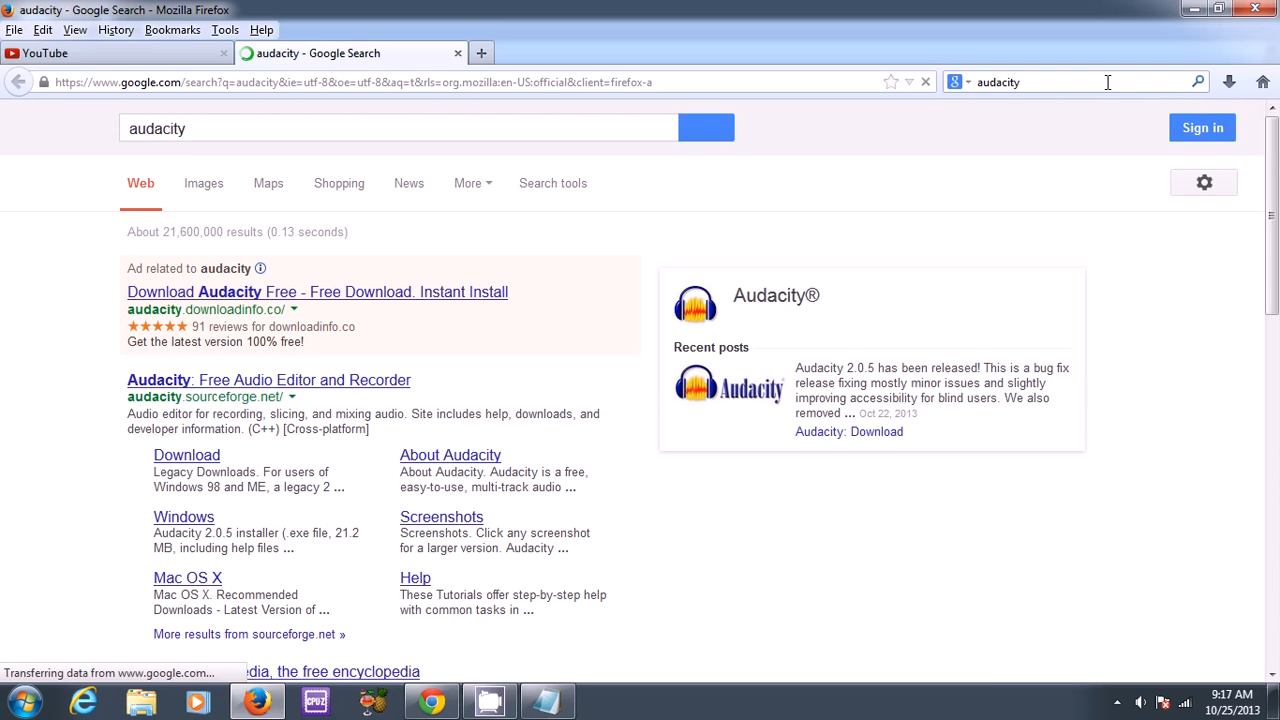 audacity - Google Search - Mozilla Firefox
File Edit View History Bookmarks Tools Help
YouTube
audacity - Google Search
https://www.google.com/search?q=audacity&ie=utf-8&oe=utf-8&aq=t&rls=org.mozilla:en-US:official&client=firefox-a
audacity
audacity
Sign in
Web Images Maps Shopping News More Search tools
About 21,600,000 results (0.13 seconds)
Ad related to audacity
Download Audacity Free - Free Download. Instant Install
audacity.downloadinfo.co/
91 reviews for downloadinfo.co
Get the latest version 100% free!
Audacity: Free Audio Editor and Recorder
audacity.sourceforge.net/
Audio editor for recording, slicing, and mixing audio. Site includes help, downloads, and
developer information. (C++) [Cross-platform]
Download
Legacy Downloads. For users of
Windows 98 and ME, a legacy 2 ...
About Audacity
About Audacity. Audacity is a free,
easy-to-use, multi-track audio ...
Windows
Audacity 2.0.5 installer (.exe file, 21.2
MB, including help files ...
Screenshots
Screenshots. Click any screenshot
for a larger version. Audacity ...
Mac OS X
Mac OS X. Recommended
Downloads - Latest Version of ...
Help
These Tutorials offer step-by-step help
with common tasks in ...
More results from sourceforge.net »
edia, the free encyclopedia
Audacity®
Recent posts
Audacity
Audacity 2.0.5 has been released! This is a bug fix
release fixing mostly minor issues and slightly
improving accessibility for blind users. We also
removed ... Oct 22, 2013
Audacity: Download
Transferring data from www.google.com...
CPU Z
9:17 AM
10/25/2013